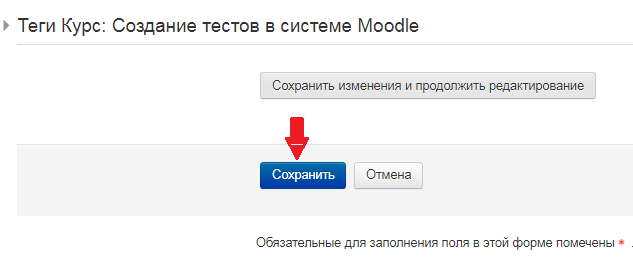 Теги Курс: Создание тестов в системе Moodle
Сохранить изменения и продолжить редактирование
Сохранить
Отмена
Обязательные для заполнения поля в этой форме помечены * .